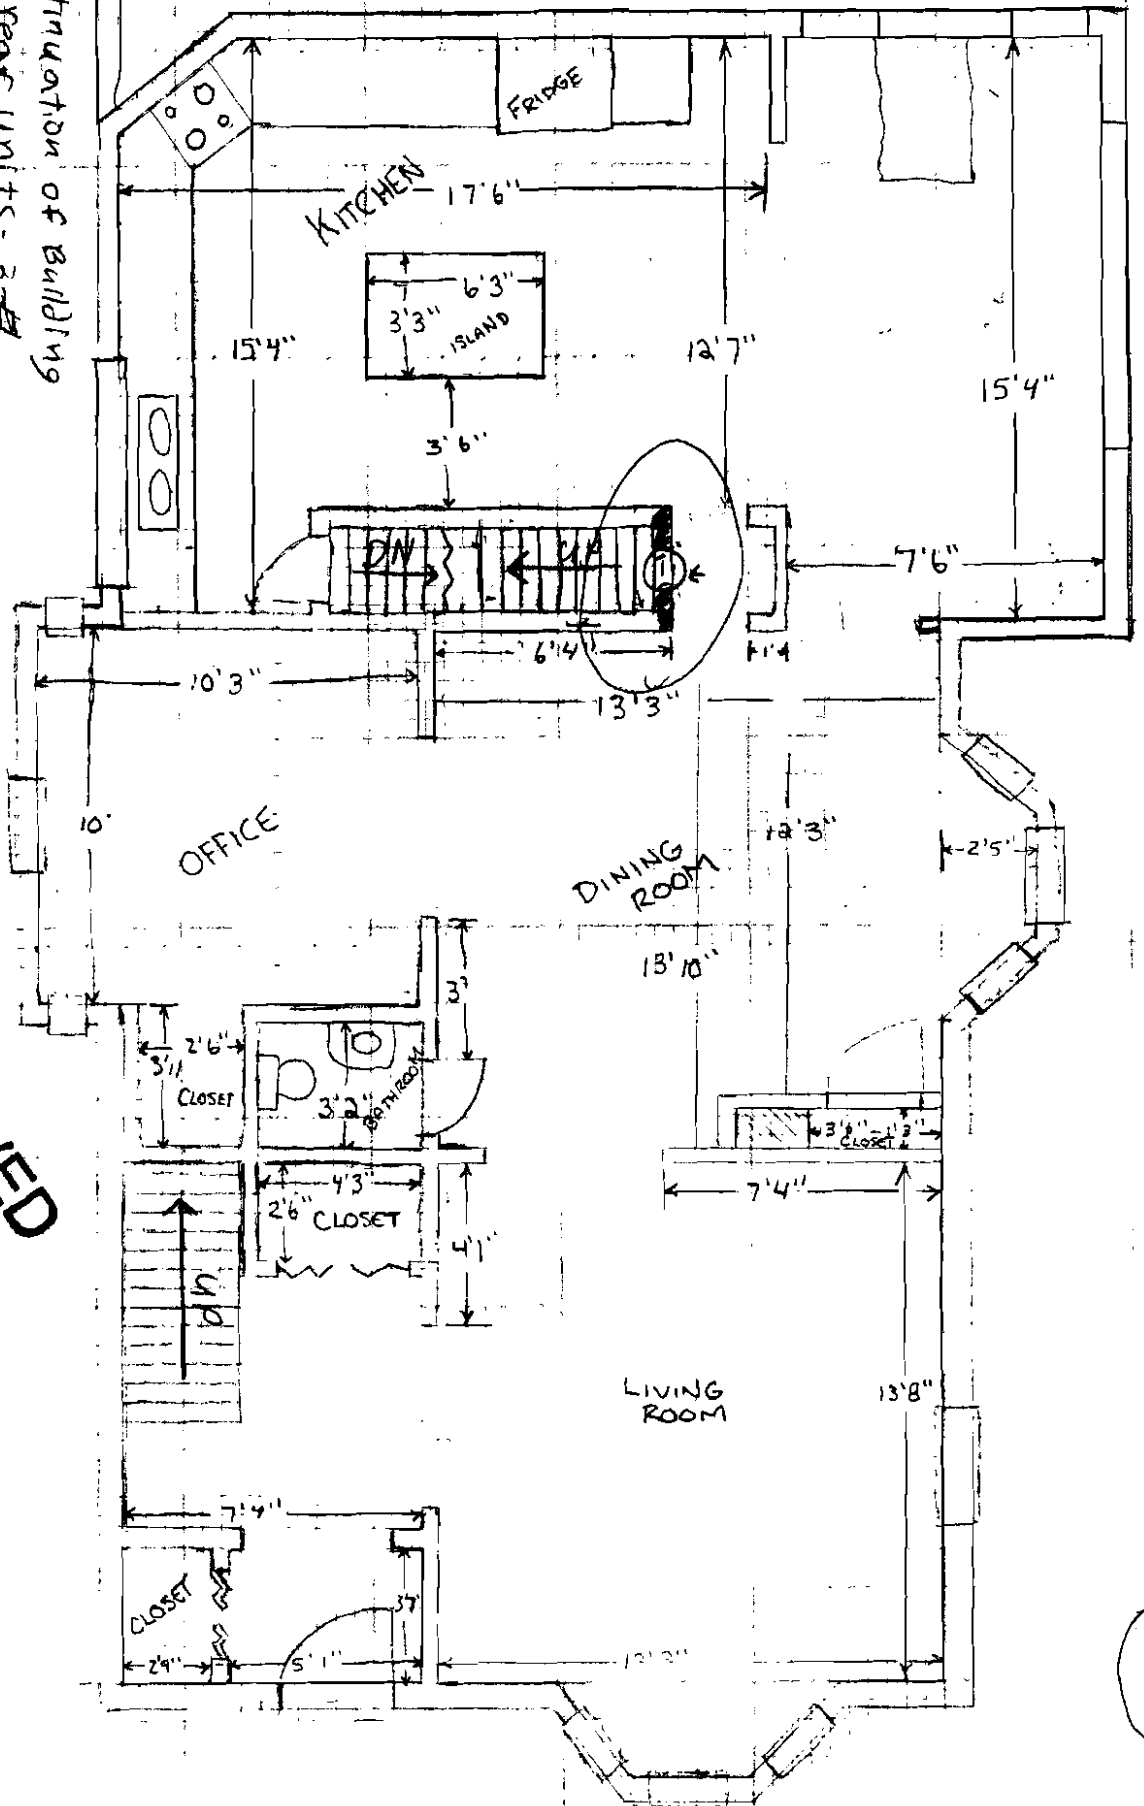 FRIDGE
KITCHEN
17'6"
6'3"
3'3"
ISLAND
15'4"
12'7"
15'4"
3'6"
DN
UP
7'6"
6'4"
1'4
10'3"
13'3"
10'
OFFICE
12'3"
DINING
ROOM
2'5"
13'10"
3'
2'6"
3'11
CLOSET
3'2"
BATHROOM
CLOSET
4'3"
7'4"
2'6"
CLOSET
4'1"
up
LIVING
ROOM
13'8"
7'4"
CLOSET
2'9"
5'1"
of Building
units-